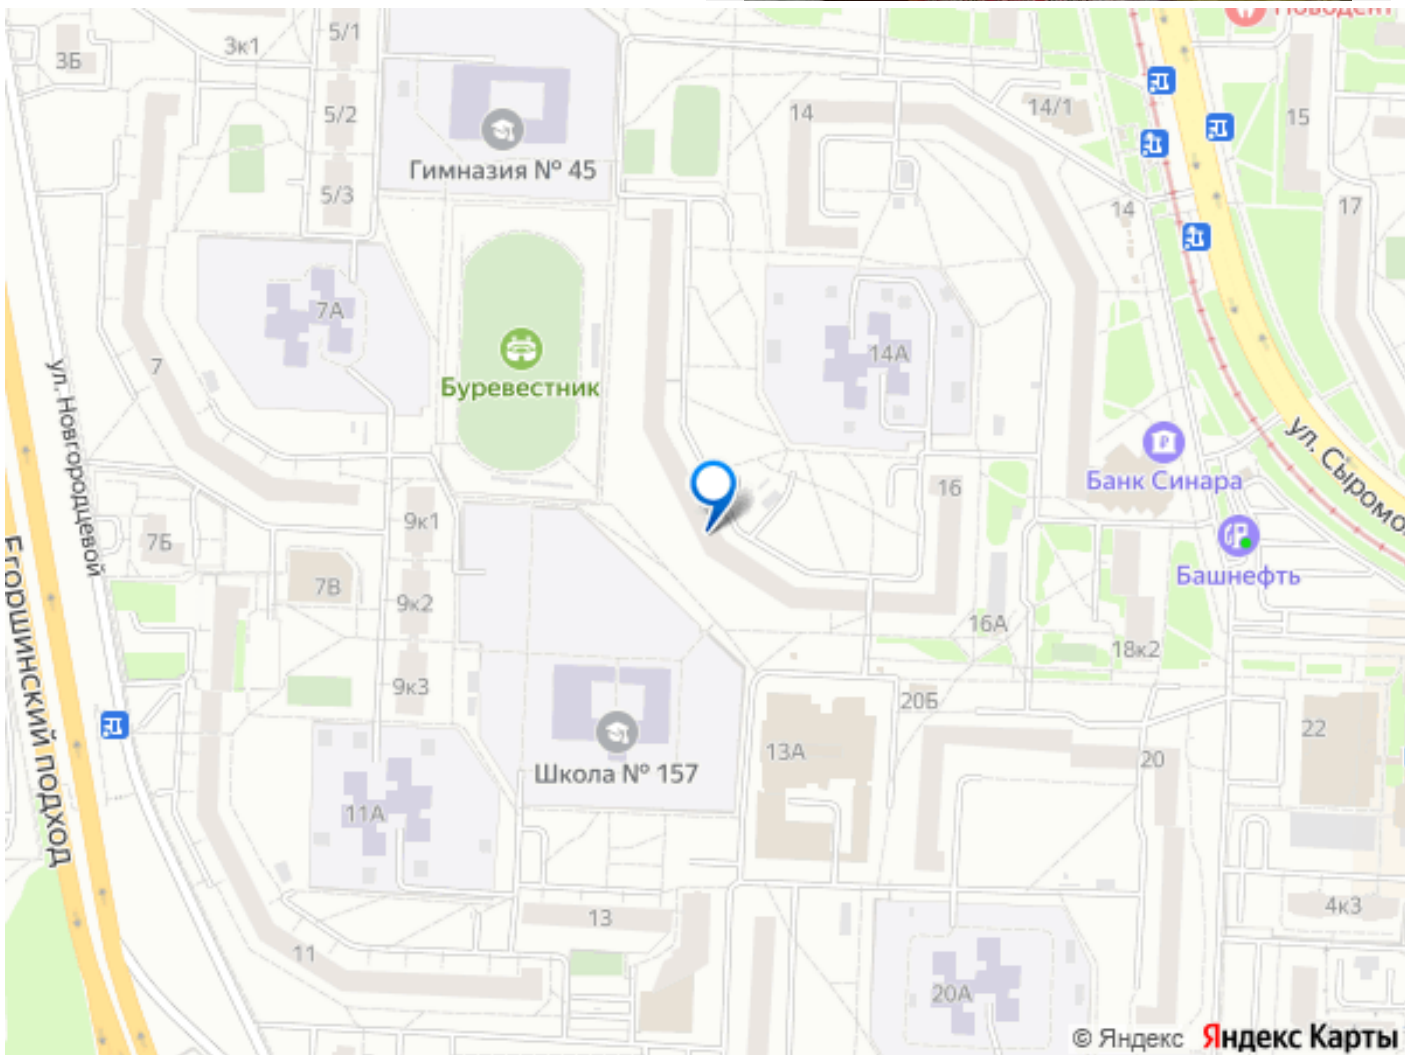 Новодент
3Б
3к1
5/1
5/2
5/3
14
14/1
15
Гимназия № 45
14
17
7А
7
Буревестник
14А
ул. Новгородцевой
ул. Сыромо
Банк Синара
16
9к1
7Б
7В
9к2
Башнефть
Егоршинский подход
16А
18к2
9к3
20Б
22
13А
20
Школа № 157
11А
13
4к3
11
20А
© Яндекс Яндекс Карты